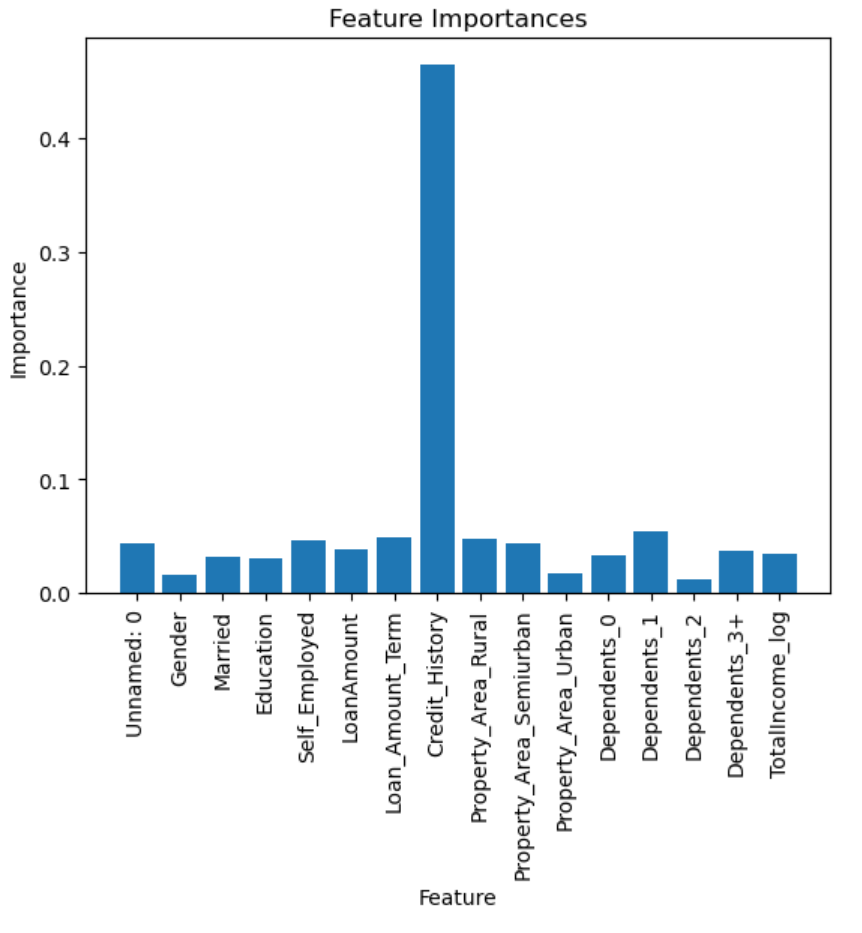 Feature Importances
Importance
0.4
0.3
0.2
0.1
0.0
Unnamed: 0
Gender
Married
Education
Self_Employed
LoanAmount
Loan_Amount_Term
Credit_History
Property_Area_Rural
Property_Area_Semiurban
Property_Area_Urban
Dependents_0
Dependents_1
Dependents_2
Dependents_3+
TotalIncome_log
Feature